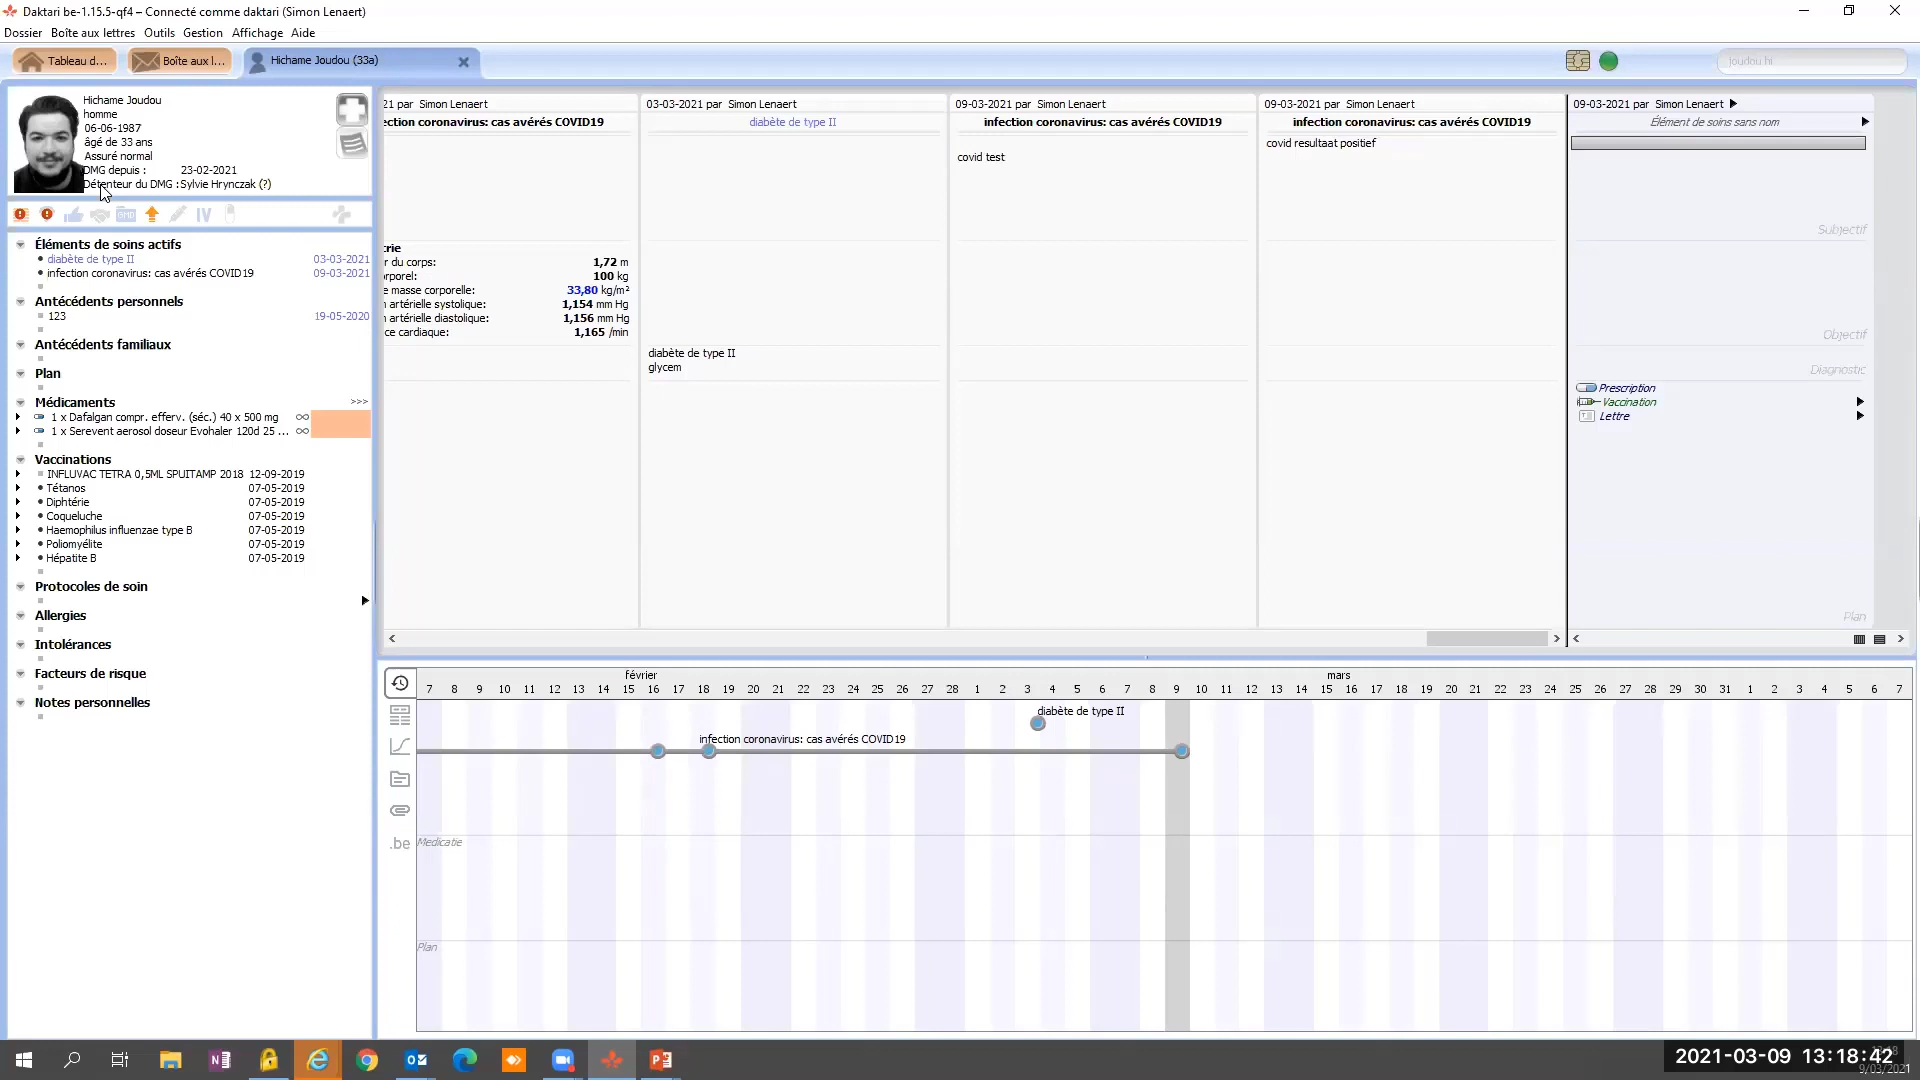 Daktari be-1.15.5-qf4 – Connecté comme daktari (Simon Lenaert)
Dossier Boîte aux lettres Outils Gestion Affichage Aide
Tableau d... Boîte aux l... Hichame Joudou (33a) joudou hi
Hichame Joudou
homme
06-06-1987
âgé de 33 ans
Assuré normal
DMG depuis : 23-02-2021
Détenteur du DMG : Sylvie Hrynczak (?)
GMD IV
Éléments de soins actifs
diabète de type II 03-03-2021
infection coronavirus: cas avérés COVID19 09-03-2021
Antécédents personnels
123 19-05-2020
Antécédents familiaux
Plan
Médicaments >>>
1 x Dafalgan compr. efferv. (séc.) 40 x 500 mg ∞
1 x Serevent aerosol doseur Evohaler 120d 25 ... ∞
Vaccinations
INFLUVAC TETRA 0,5ML SPUITAMP 2018 12-09-2019
Tétanos 07-05-2019
Diphtérie 07-05-2019
Coqueluche 07-05-2019
Haemophilus influenzae type B 07-05-2019
Poliomyélite 07-05-2019
Hépatite B 07-05-2019
Protocoles de soin
Allergies
Intolérances
Facteurs de risque
Notes personnelles
21 par Simon Lenaert
ection coronavirus: cas avérés COVID19
trie
r du corps: 1,72 m
orporel: 100 kg
e masse corporelle: 33,80 kg/m²
n artérielle systolique: 1,154 mm Hg
n artérielle diastolique: 1,156 mm Hg
ce cardiaque: 1,165 /min
03-03-2021 par Simon Lenaert
diabète de type II
diabète de type II
glycem
09-03-2021 par Simon Lenaert
infection coronavirus: cas avérés COVID19
covid test
09-03-2021 par Simon Lenaert
infection coronavirus: cas avérés COVID19
covid resultaat positief
09-03-2021 par Simon Lenaert
Élément de soins sans nom
Subjectif
Objectif
Diagnostic
Prescription
Vaccination
Lettre
Plan
février mars
7 8 9 10 11 12 13 14 15 16 17 18 19 20 21 22 23 24 25 26 27 28 1 2 3 4 5 6 7 8 9 10 11 12 13 14 15 16 17 18 19 20 21 22 23 24 25 26 27 28 29 30 31 1 2 3 4 5 6 7
diabète de type II
infection coronavirus: cas avérés COVID19
.be Medicatie
Plan
2021-03-09 13:18:42
9/03/2021